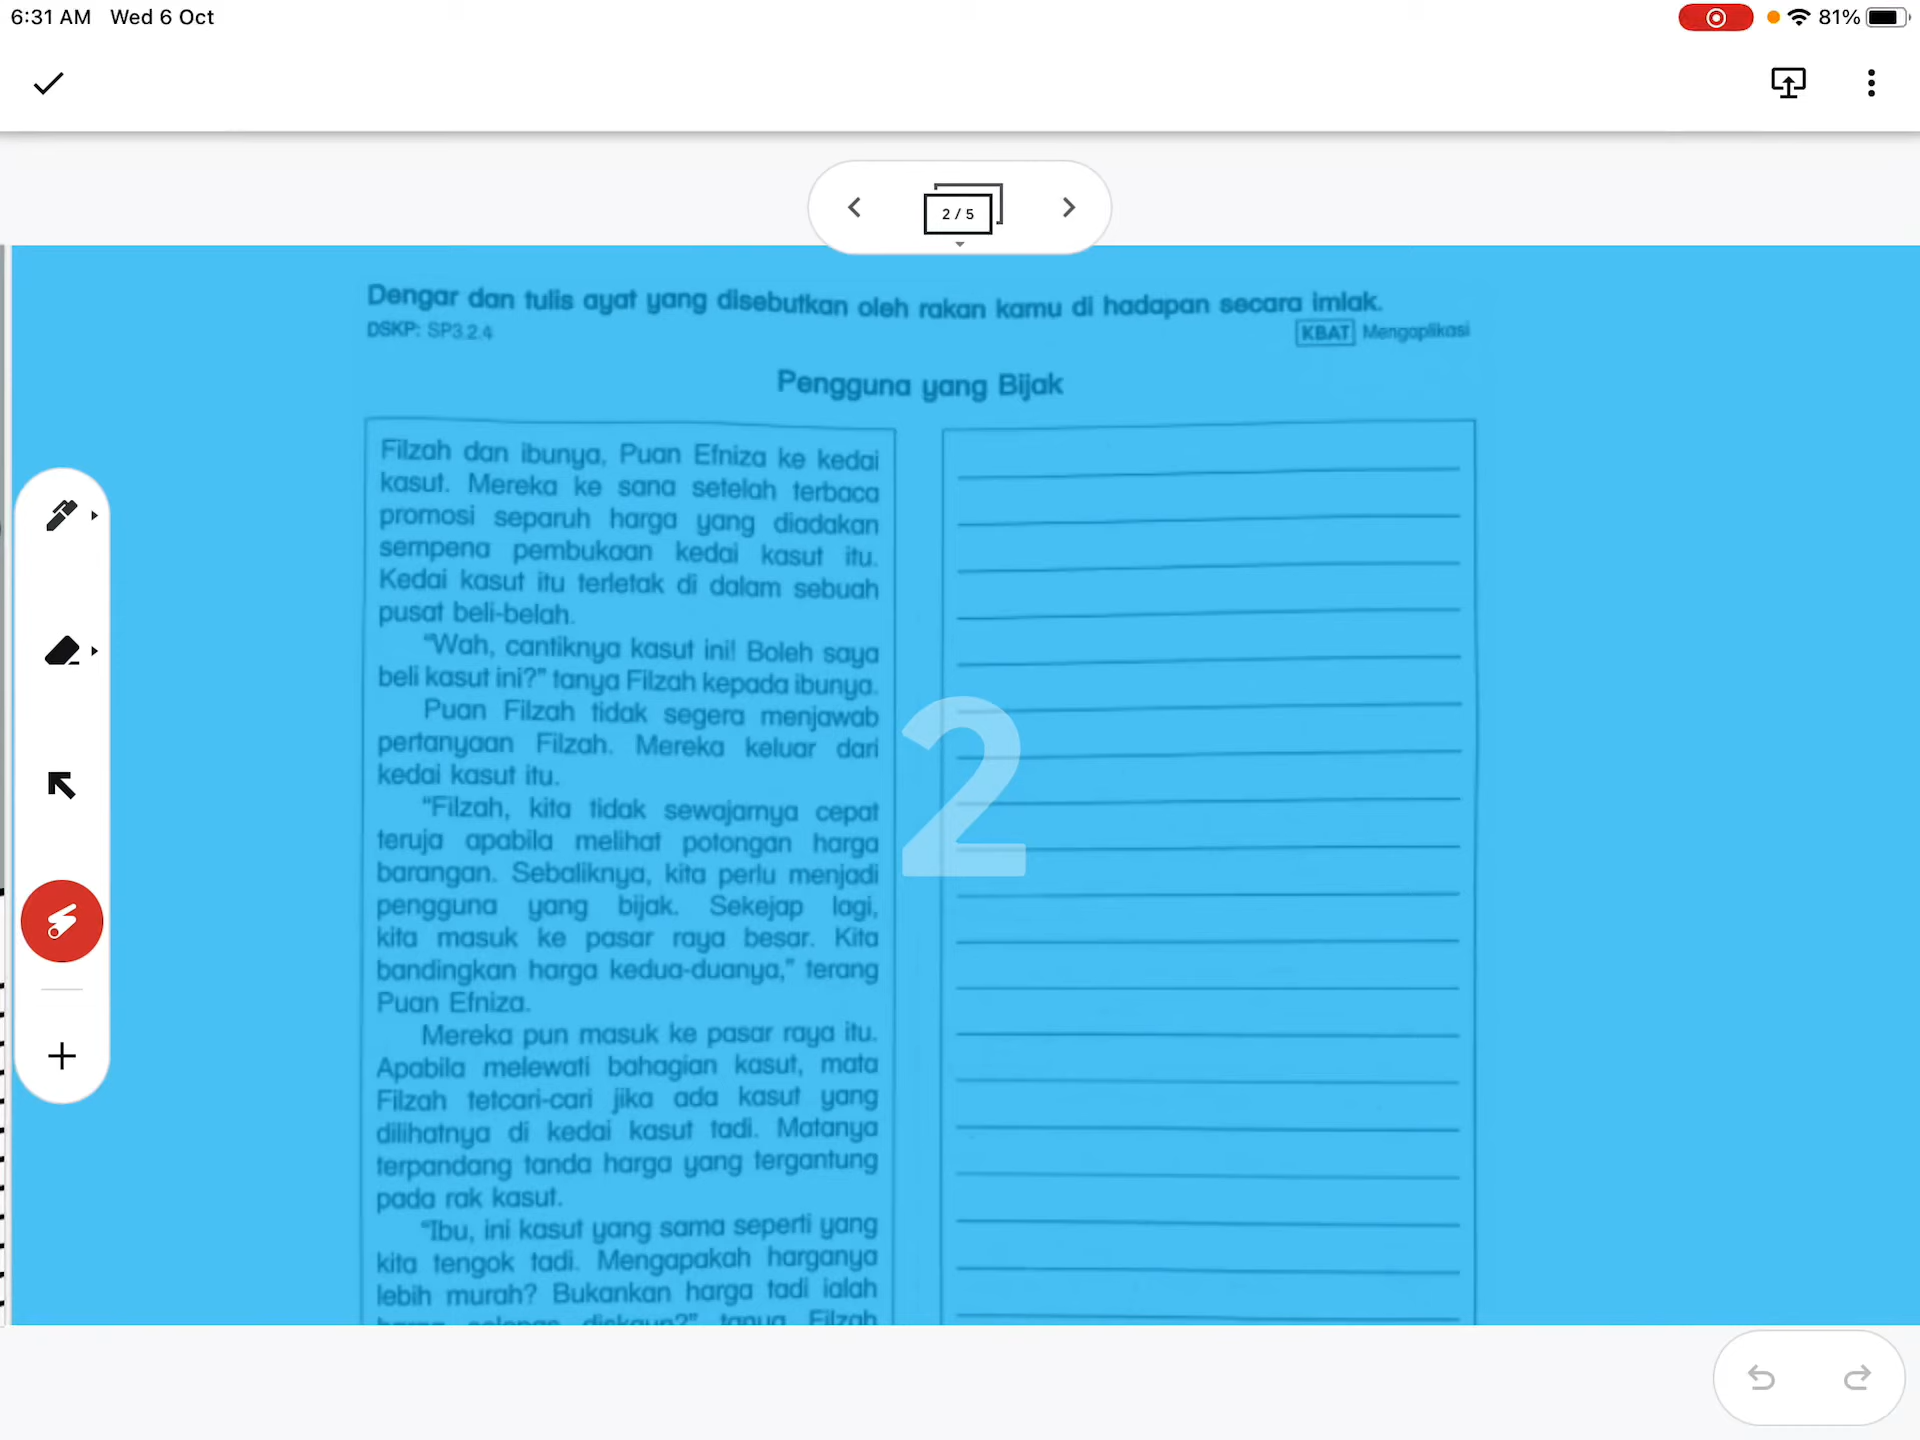 6:31 AM Wed 6 Oct
81%
2 / 5
Dengar dan tulis ayat yang disebutkan oleh rakan kamu di hadapan secara imlak.
DSKP: SP3.2.4
KBAT Mengaplikasi
Pengguna yang Bijak
Filzah dan ibunya, Puan Efniza ke kedai
kasut. Mereka ke sana setelah terbaca
promosi separuh harga yang diadakan
sempena pembukaan kedai kasut itu.
Kedai kasut itu terletak di dalam sebuah
pusat beli-belah.
"Wah, cantiknya kasut ini! Boleh saya
beli kasut ini?" tanya Filzah kepada ibunya.
Puan Filzah tidak segera menjawab
pertanyaan Filzah. Mereka keluar dari
kedai kasut itu.
"Filzah, kita tidak sewajarnya cepat
teruja apabila melihat potongan harga
barangan. Sebaliknya, kita perlu menjadi
pengguna yang bijak. Sekejap lagi,
kita masuk ke pasar raya besar. Kita
bandingkan harga kedua-duanya," terang
Puan Efniza.
Mereka pun masuk ke pasar raya itu.
Apabila melewati bahagian kasut, mata
Filzah tetcari-cari jika ada kasut yang
dilihatnya di kedai kasut tadi. Matanya
terpandang tanda harga yang tergantung
pada rak kasut.
"Ibu, ini kasut yang sama seperti yang
kita tengok tadi. Mengapakah harganya
lebih murah? Bukankan harga tadi ialah
harga selepas diskaun?" tanya Filzah
2